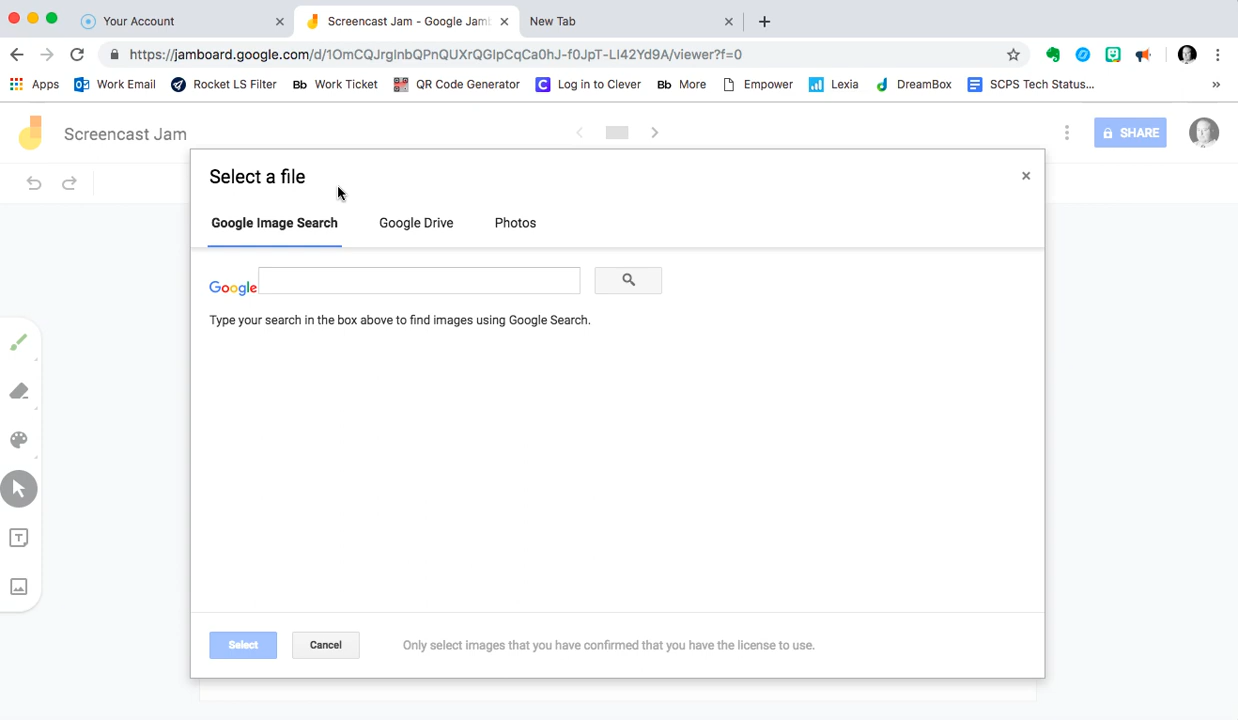 Your Account
Screencast Jam - Google Jam
New Tab
https://jamboard.google.com/d/1OmCQJrglnbQPnQUXrQGlpCqCa0hJ-f0JpT-LI42Yd9A/viewer?f=0
Apps
Work Email
Rocket LS Filter
Bb Work Ticket
QR Code Generator
C Log in to Clever
Bb More
Empower
Lexia
DreamBox
SCPS Tech Status...
»
Screencast Jam
SHARE
Select a file
Google Image Search
Google Drive
Photos
Google
Type your search in the box above to find images using Google Search.
T
Select
Cancel
Only select images that you have confirmed that you have the license to use.